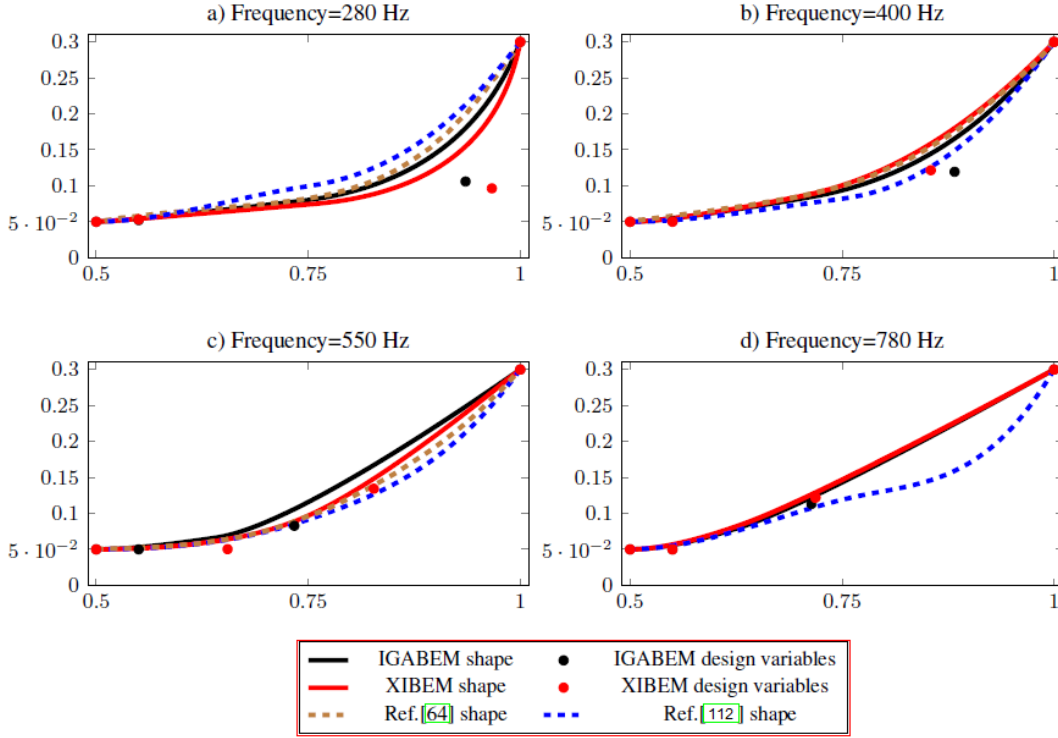 a) Frequency=280 Hz
0.3
0.25
0.2
0.15
0.1
5 · 10⁻²
0
0.5
0.75
1
b) Frequency=400 Hz
0.3
0.25
0.2
0.15
0.1
5 · 10⁻²
0
0.5
0.75
1
c) Frequency=550 Hz
0.3
0.25
0.2
0.15
0.1
5 · 10⁻²
0
0.5
0.75
1
d) Frequency=780 Hz
0.3
0.25
0.2
0.15
0.1
5 · 10⁻²
0
0.5
0.75
1
IGABEM shape
IGABEM design variables
XIBEM shape
XIBEM design variables
Ref.[64] shape
Ref.[112] shape